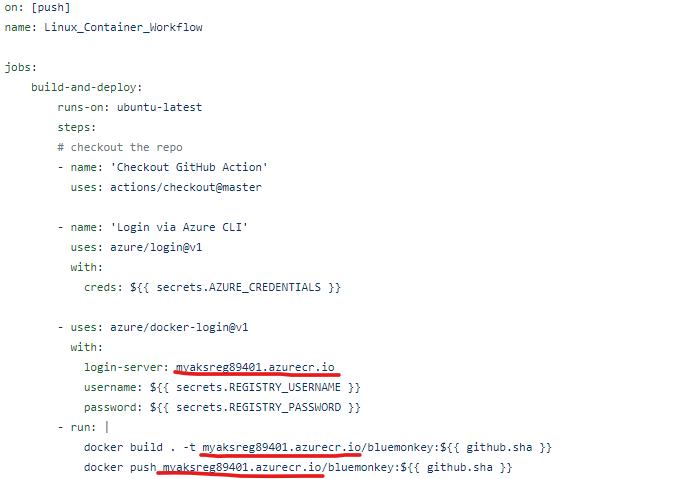 on: [push]
name: Linux_Container_Workflow
jobs:
build-and-deploy:
runs-on: ubuntu-latest
steps:
# checkout the repo
- name: 'Checkout GitHub Action'
uses: actions/checkout@master
- name: 'Login via Azure CLI'
uses: azure/login@v1
with:
creds: ${{ secrets.AZURE_CREDENTIALS }}
- uses: azure/docker-login@v1
with:
login-server: myaksreg89401.azurecr.io
username: ${{ secrets.REGISTRY_USERNAME }}
password: ${{ secrets.REGISTRY_PASSWORD }}
- run: |
docker build . -t myaksreg89401.azurecr.io/bluemonkey:${{ github.sha }}
docker push myaksreg89401.azurecr.io/bluemonkey:${{ github.sha }}